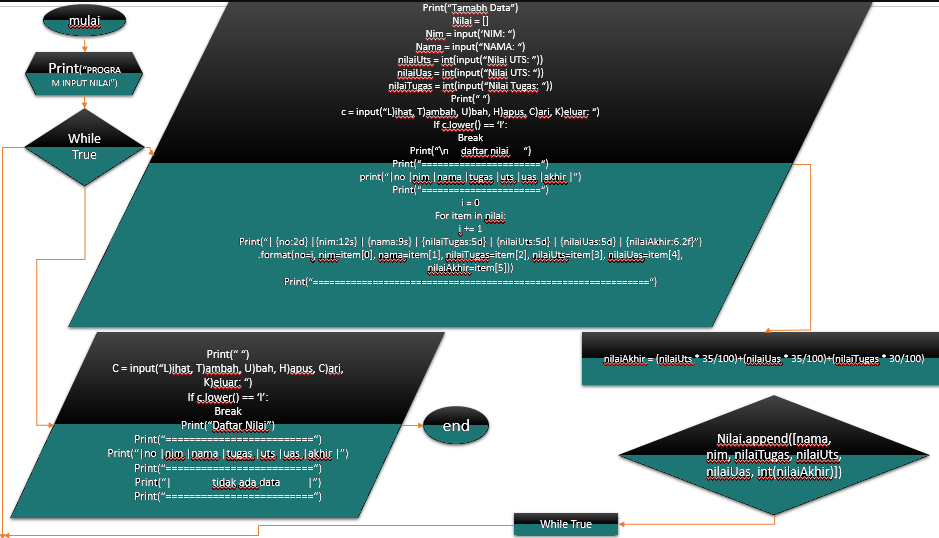 mulai
Print(“PROGRA
M INPUT NILAI”)
While
True
Print(“Tamabh Data”)
Nilai = []
Nim = input(‘NIM: “)
Nama = input(“NAMA: “)
nilaiUts = int(input(“Nilai UTS: “))
nilaiUas = int(input(“Nilai UTS: “))
nilaiTugas = int(input(“Nilai Tugas: “))
Print(“ “)
c = input(“L)ihat, T)ambah, U)bah, H)apus, C)ari, K)eluar: “)
If c.lower() == ‘l’:
Break
Print(“\n daftar nilai “)
Print(“=====================“)
print(“|no |nim |nama |tugas |uts |uas |akhir |”)
Print(“=====================“)
i = 0
For item in nilai:
i += 1
Print(“| {no:2d} |{nim:12s} | {nama:9s} | {nilaiTugas:5d} | {nilaiUts:5d} | {nilaiUas:5d} | {nilaiAkhir:6.2f}”)
.format(no=i, nim=item[0], nama=item[1], nilaiTugas=item[2], nilaiUts=item[3], nilaiUas=item[4],
nilaiAkhir=item[5]))
Print(“============================================================“)
nilaiAkhir = (nilaiUts * 35/100)+(nilaiUas * 35/100)+(nilaiTugas * 30/100)
Nilai.append([nama,
nim, nilaiTugas, nilaiUts,
nilaiUas, int(nilaiAkhir)])
While True
Print(“ “)
C = input(“L)ihat, T)ambah, U)bah, H)apus, C)ari,
K)eluar: “)
If c.lower() == ‘l’:
Break
Print(“Daftar Nilai”)
Print(“=========================“)
Print(“|no |nim |nama |tugas |uts |uas |akhir |”)
Print(“=========================“)
Print(“| tidak ada data |”)
Print(“=========================“)
end